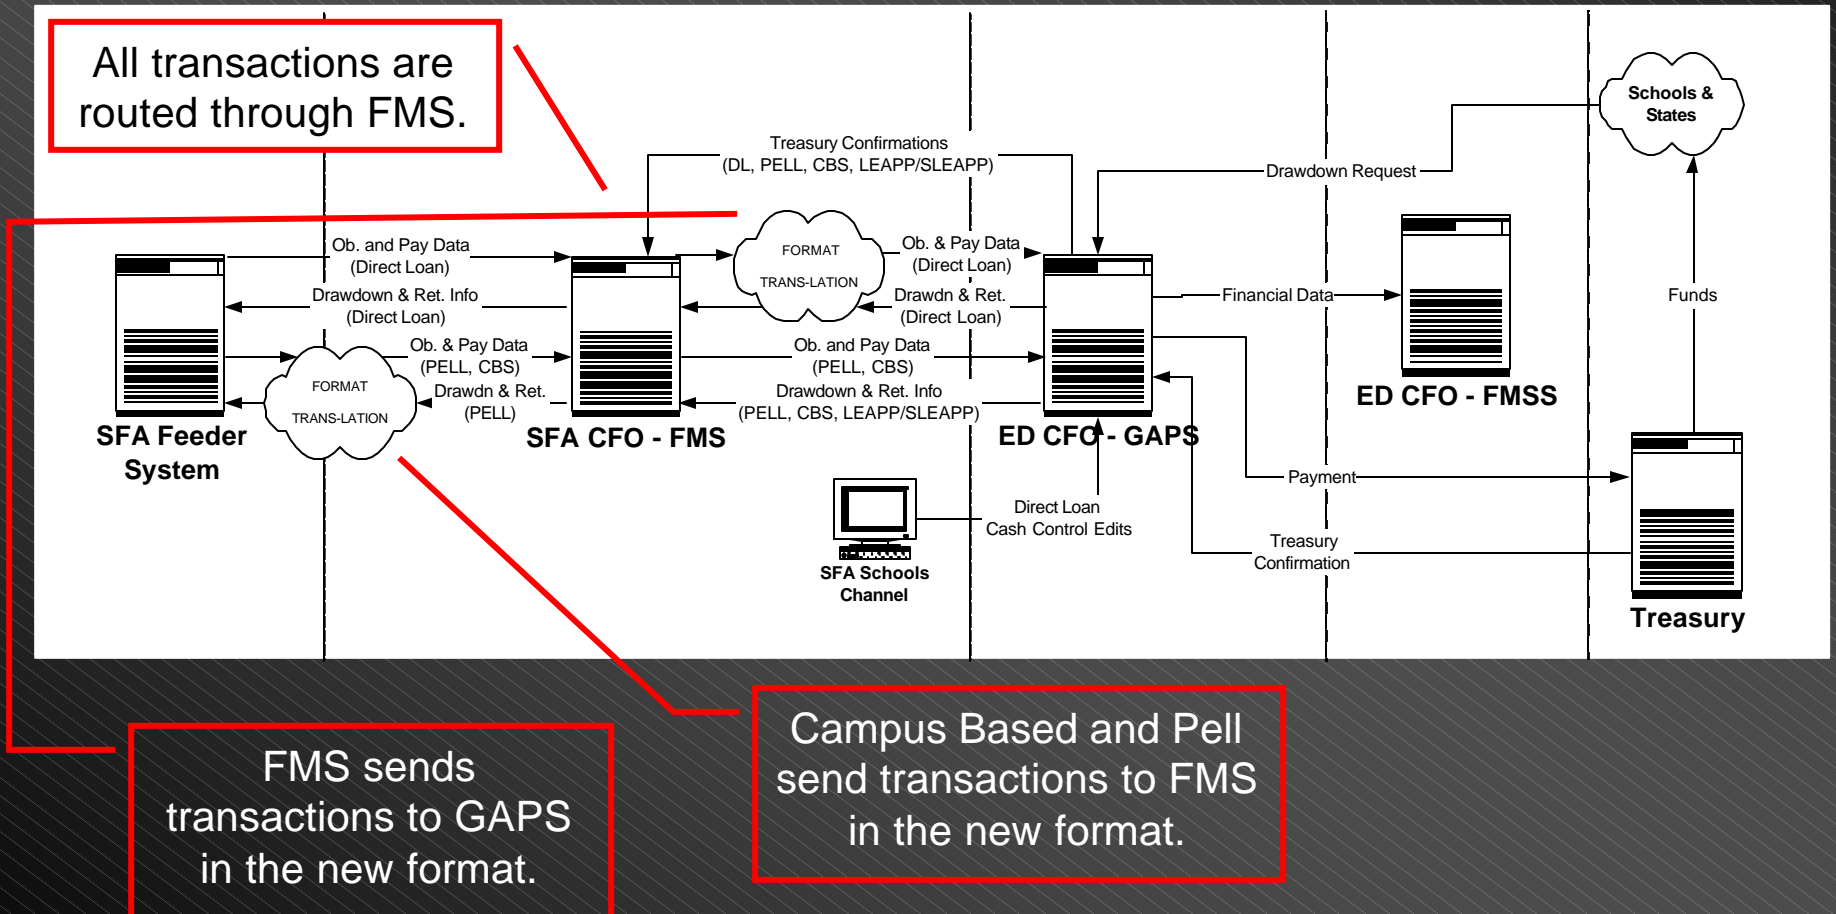 All transactions are
routed through FMS.
Schools &
States
Treasury Confirmations
(DL, PELL, CBS, LEAPP/SLEAPP)
Drawdown Request
Ob. and Pay Data
(Direct Loan)
FORMAT
TRANS-LATION
Ob. & Pay Data
(Direct Loan)
Drawdown & Ret. Info
(Direct Loan)
Drawdn & Ret.
(Direct Loan)
Financial Data
Funds
Ob. & Pay Data
(PELL, CBS)
Ob. and Pay Data
(PELL, CBS)
FORMAT
TRANS-LATION
Drawdn & Ret.
(PELL)
Drawdown & Ret. Info
(PELL, CBS, LEAPP/SLEAPP)
ED CFO - FMSS
SFA Feeder
System
SFA CFO - FMS
ED CFO - GAPS
Payment
Direct Loan
Cash Control Edits
Treasury
Confirmation
SFA Schools
Channel
Treasury
FMS sends
transactions to GAPS
in the new format.
Campus Based and Pell
send transactions to FMS
in the new format.